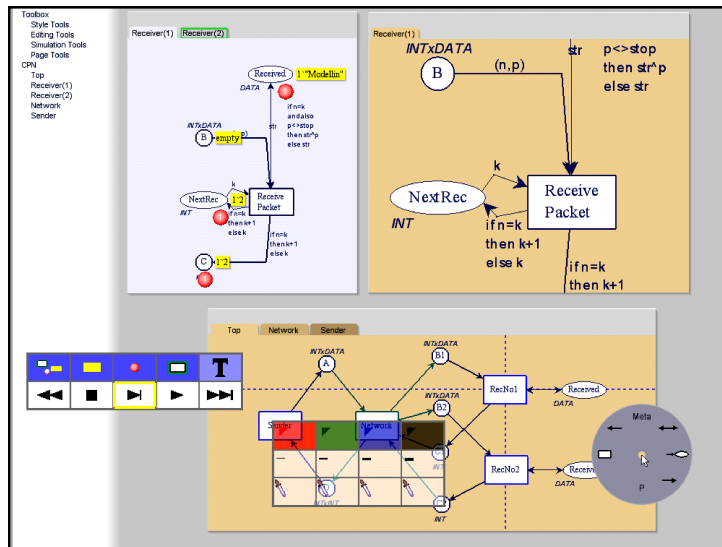 Toolbox
Style Tools
Editing Tools
Simulation Tools
Page Tools
CPN
Top
Receiver(1)
Receiver(2)
Network
Sender
Receiver(1)
Receiver(2)
Received
1`"Modellin"
DATA
1
if n=k
andalso
p<>stop
then str^p
else str
str
INTxDATA
B
empty
p)
k
NextRec
1`2
INT
1
Receive
Packet
if n=k
then k+1
else k
if n=k
then k+1
else k
C
1`2
1
Receiver(1)
INTxDATA
B
(n,p)
str
p<>stop
then str^p
else str
k
NextRec
INT
Receive
Packet
if n=k
then k+1
else k
if n=k
then k+1
Top
Network
Sender
INTxDATA
A
INTxDATA
B1
RecNo1
Received
DATA
INTxDATA
B2
Sender
Network
RecNo2
DATA
INT
INT
T
Meta
P